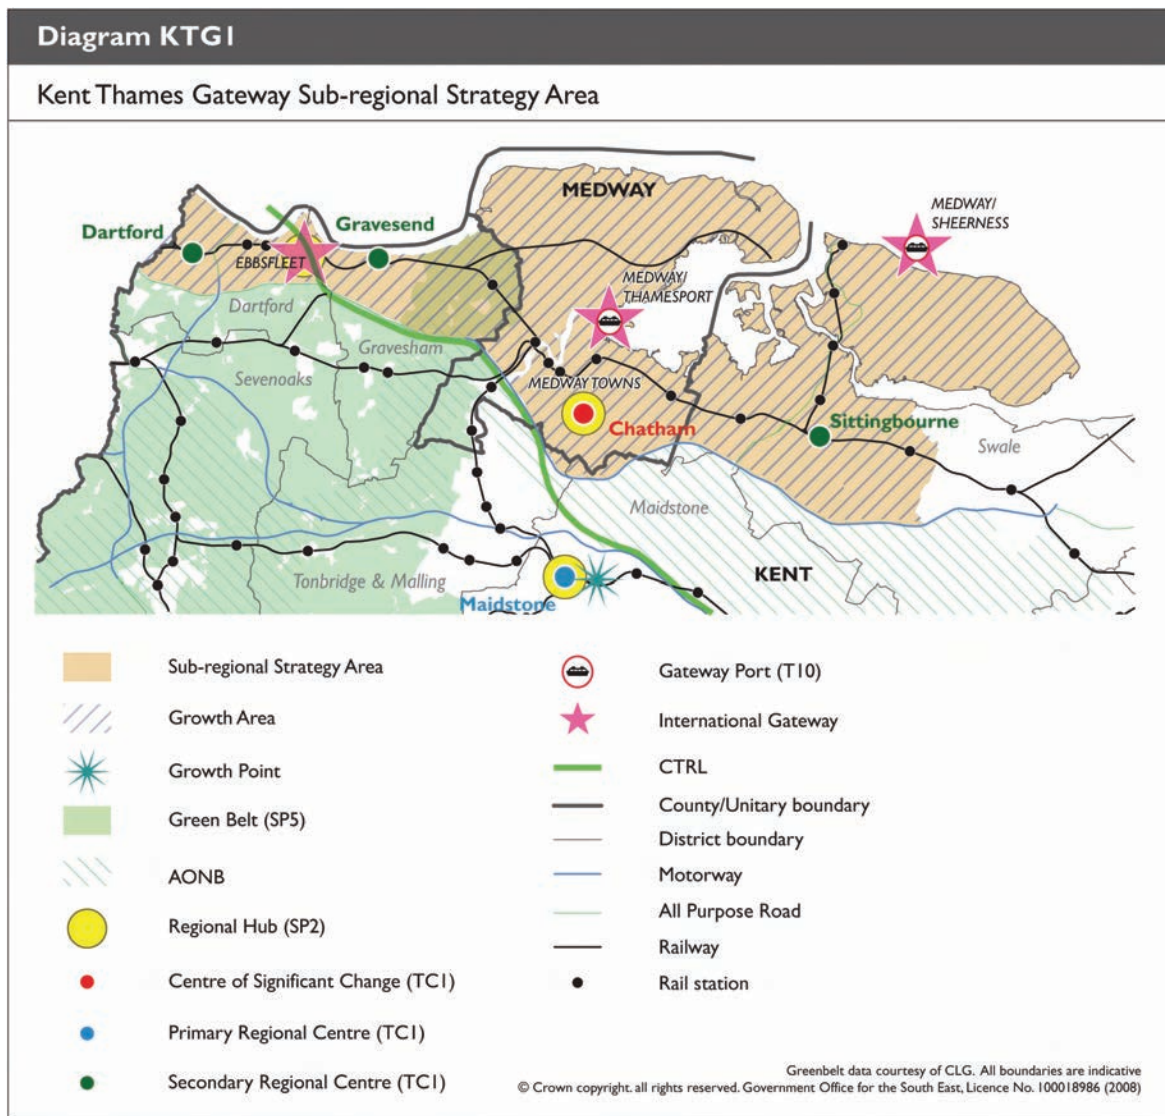 Diagram KTG1
Kent Thames Gateway Sub-regional Strategy Area
MEDWAY
MEDWAY/
SHEERNESS
Dartford
Gravesend
EBBSFLEET
MEDWAY/
THAMESPORT
Dartford
Gravesham
Sevenoaks
MEDWAY TOWNS
Chatham
Sittingbourne
Swale
Maidstone
Tonbridge & Malling
KENT
Maidstone
Sub-regional Strategy Area
Growth Area
Growth Point
Green Belt (SP5)
AONB
Regional Hub (SP2)
Centre of Significant Change (TC1)
Primary Regional Centre (TC1)
Secondary Regional Centre (TC1)
Gateway Port (T10)
International Gateway
CTRL
County/Unitary boundary
District boundary
Motorway
All Purpose Road
Railway
Rail station
Greenbelt data courtesy of CLG. All boundaries are indicative
© Crown copyright. all rights reserved. Government Office for the South East, Licence No. 100018986 (2008)